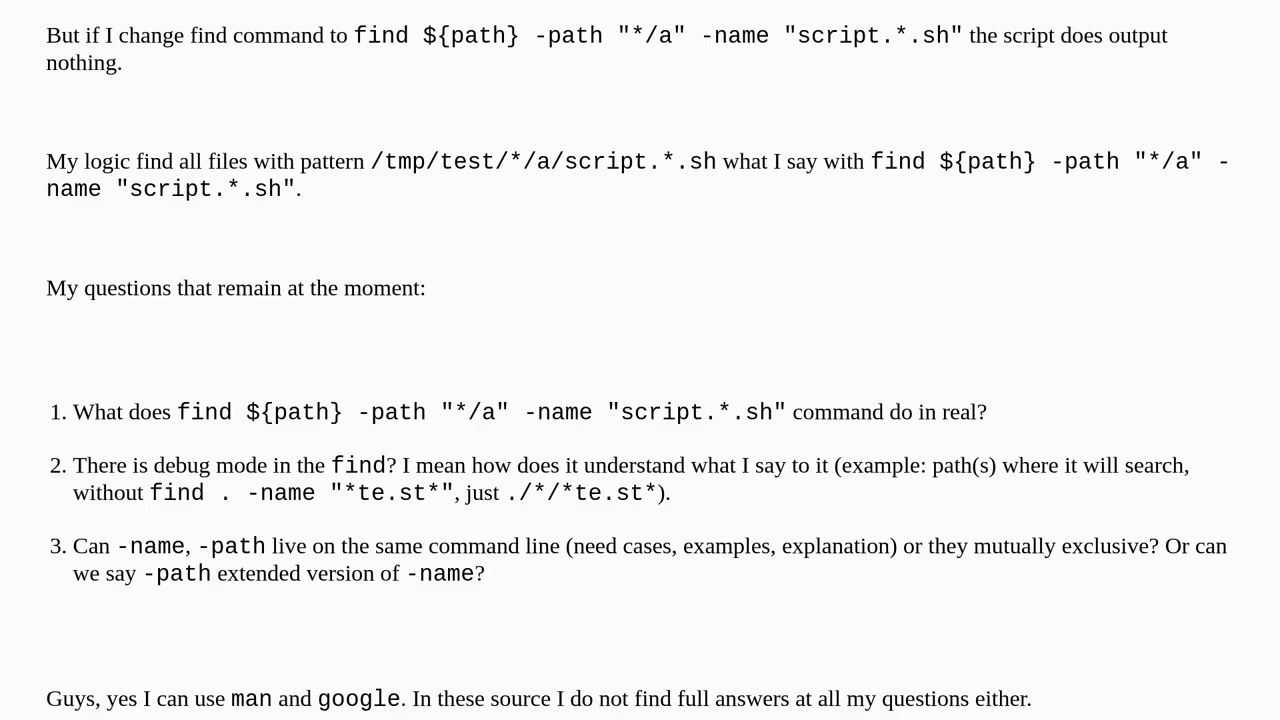 But if I change find command to find ${path} -path "*/a" -name "script.*.sh" the script does output
nothing.
My logic find all files with pattern /tmp/test/*/a/script.*.sh what I say with find ${path} -path "*/a" -
name "script.*.sh".
My questions that remain at the moment:
1. What does find ${path} -path "*/a" -name "script.*.sh" command do in real?
2. There is debug mode in the find? I mean how does it understand what I say to it (example: path(s) where it will search,
without find . -name "*te.st*", just ./*/*te.st*).
3. Can -name, -path live on the same command line (need cases, examples, explanation) or they mutually exclusive? Or can
we say -path extended version of -name?
Guys, yes I can use man and google. In these source I do not find full answers at all my questions either.